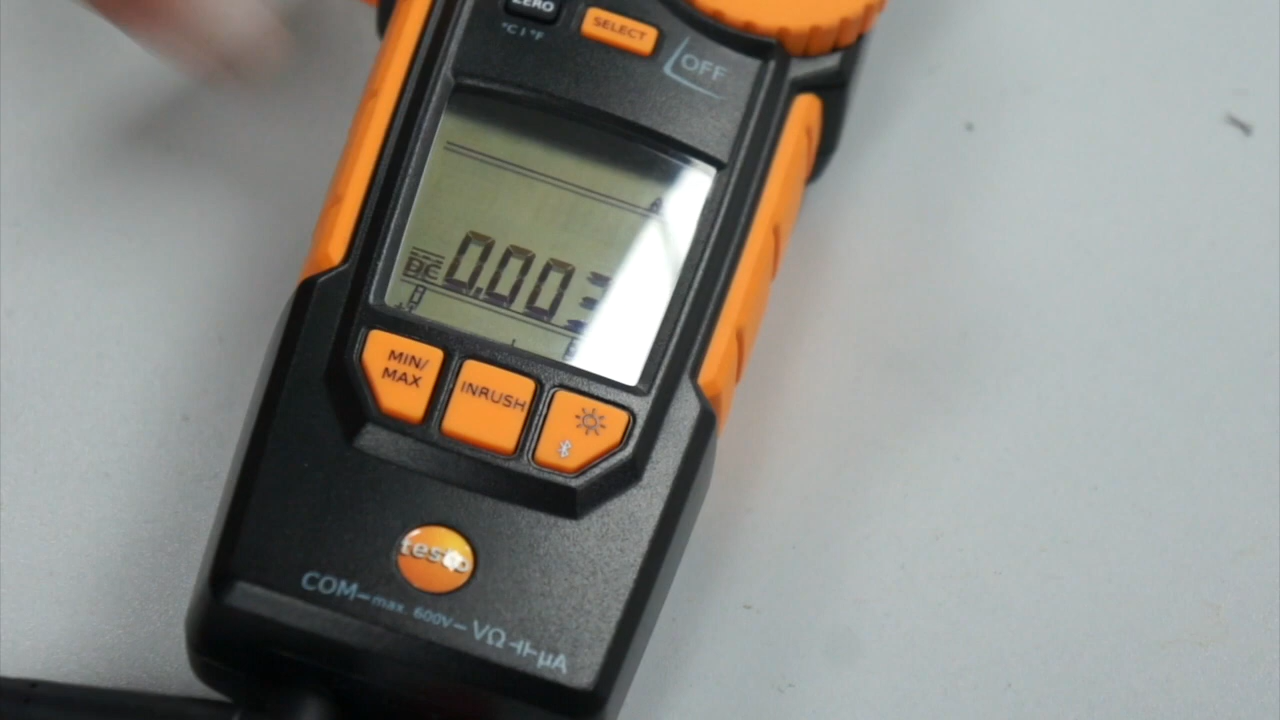 ZERO
°C I °F
SELECT
OFF
A
DC 0.00
MIN/
MAX
INRUSH
testo
COM–max. 600V–VΩ⊣⊢µA